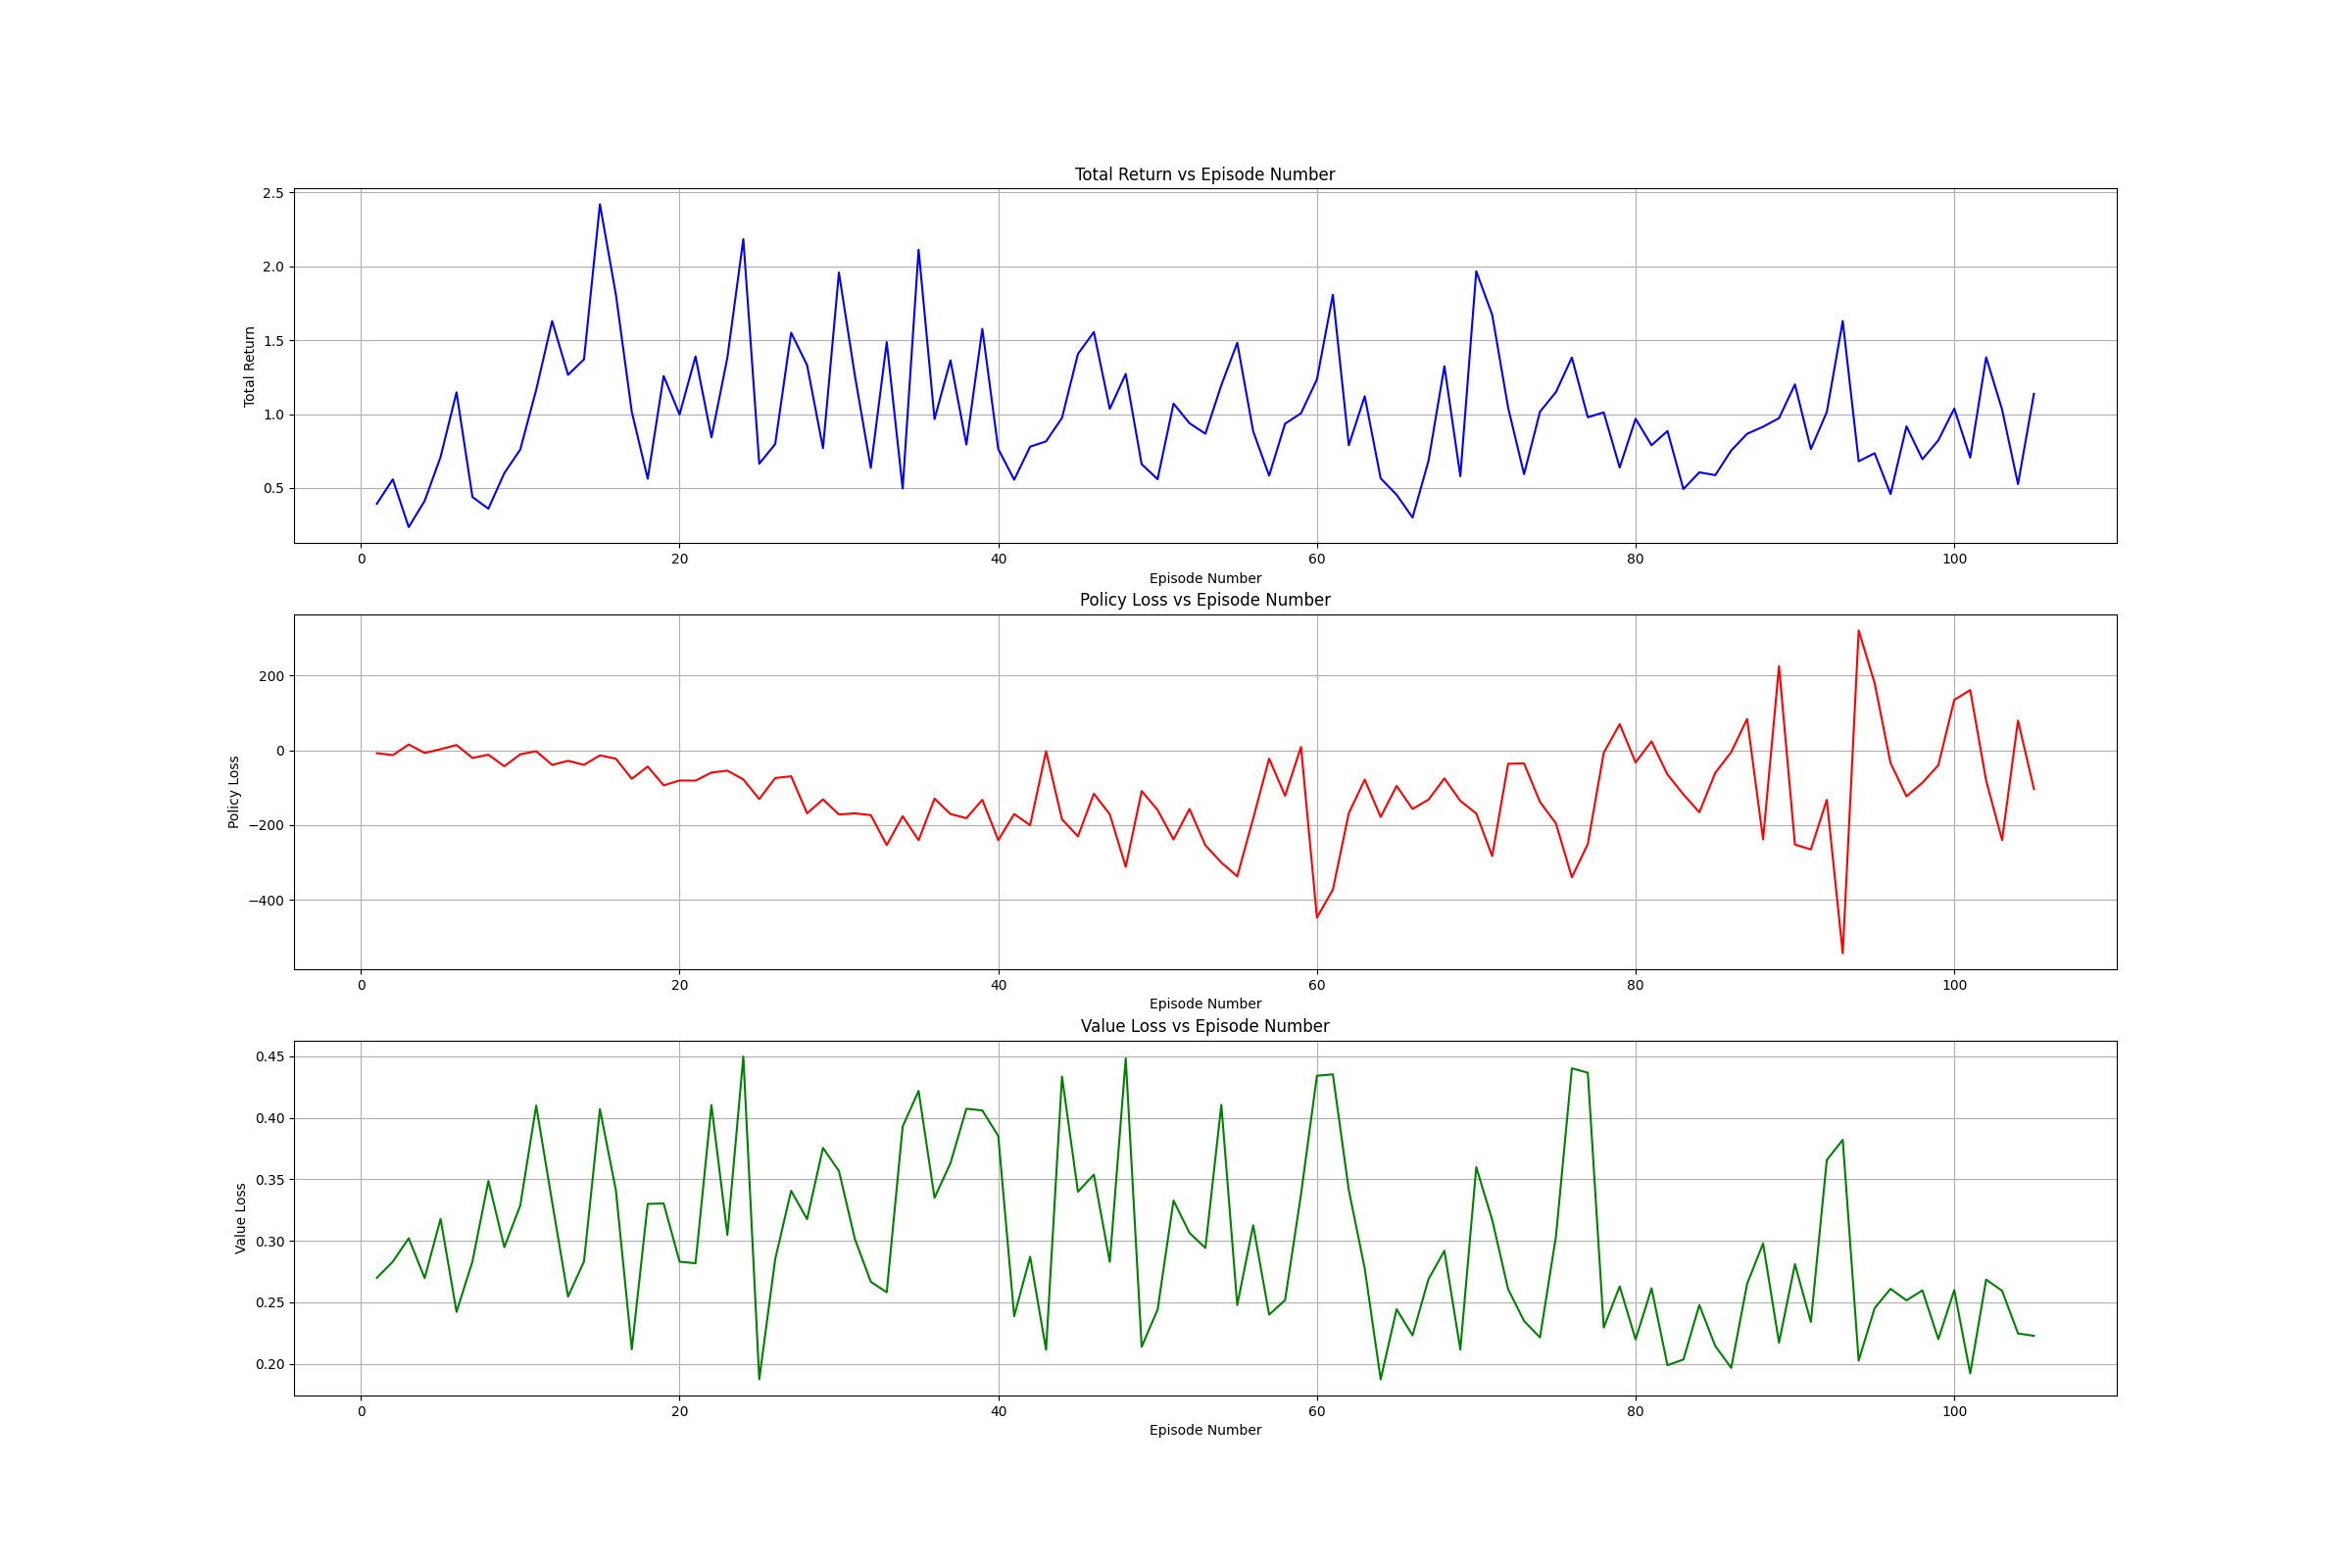 Total Return vs Episode Number
2.5
2.0
1.5
1.0
0.5
Total Return
0 20 40 60 80 100
Episode Number
Policy Loss vs Episode Number
200
0
−200
−400
Policy Loss
0 20 40 60 80 100
Episode Number
Value Loss vs Episode Number
0.45
0.40
0.35
0.30
0.25
0.20
Value Loss
0 20 40 60 80 100
Episode Number